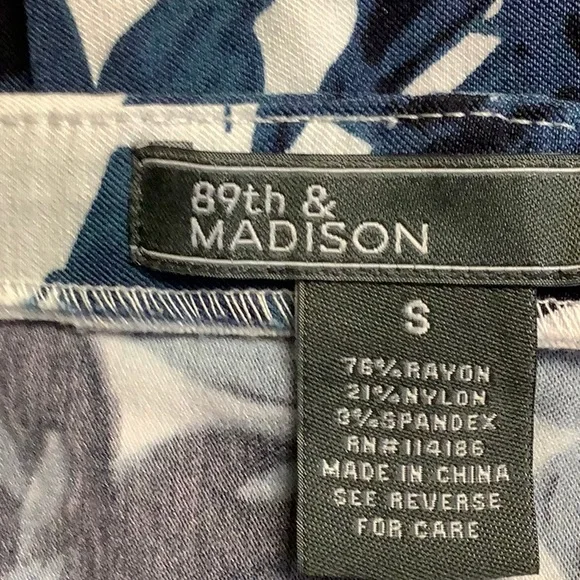 89th &
MADISON
S
76% RAYON
21% NYLON
3% SPANDEX
RN# 114186
MADE IN CHINA
SEE REVERSE
FOR CARE